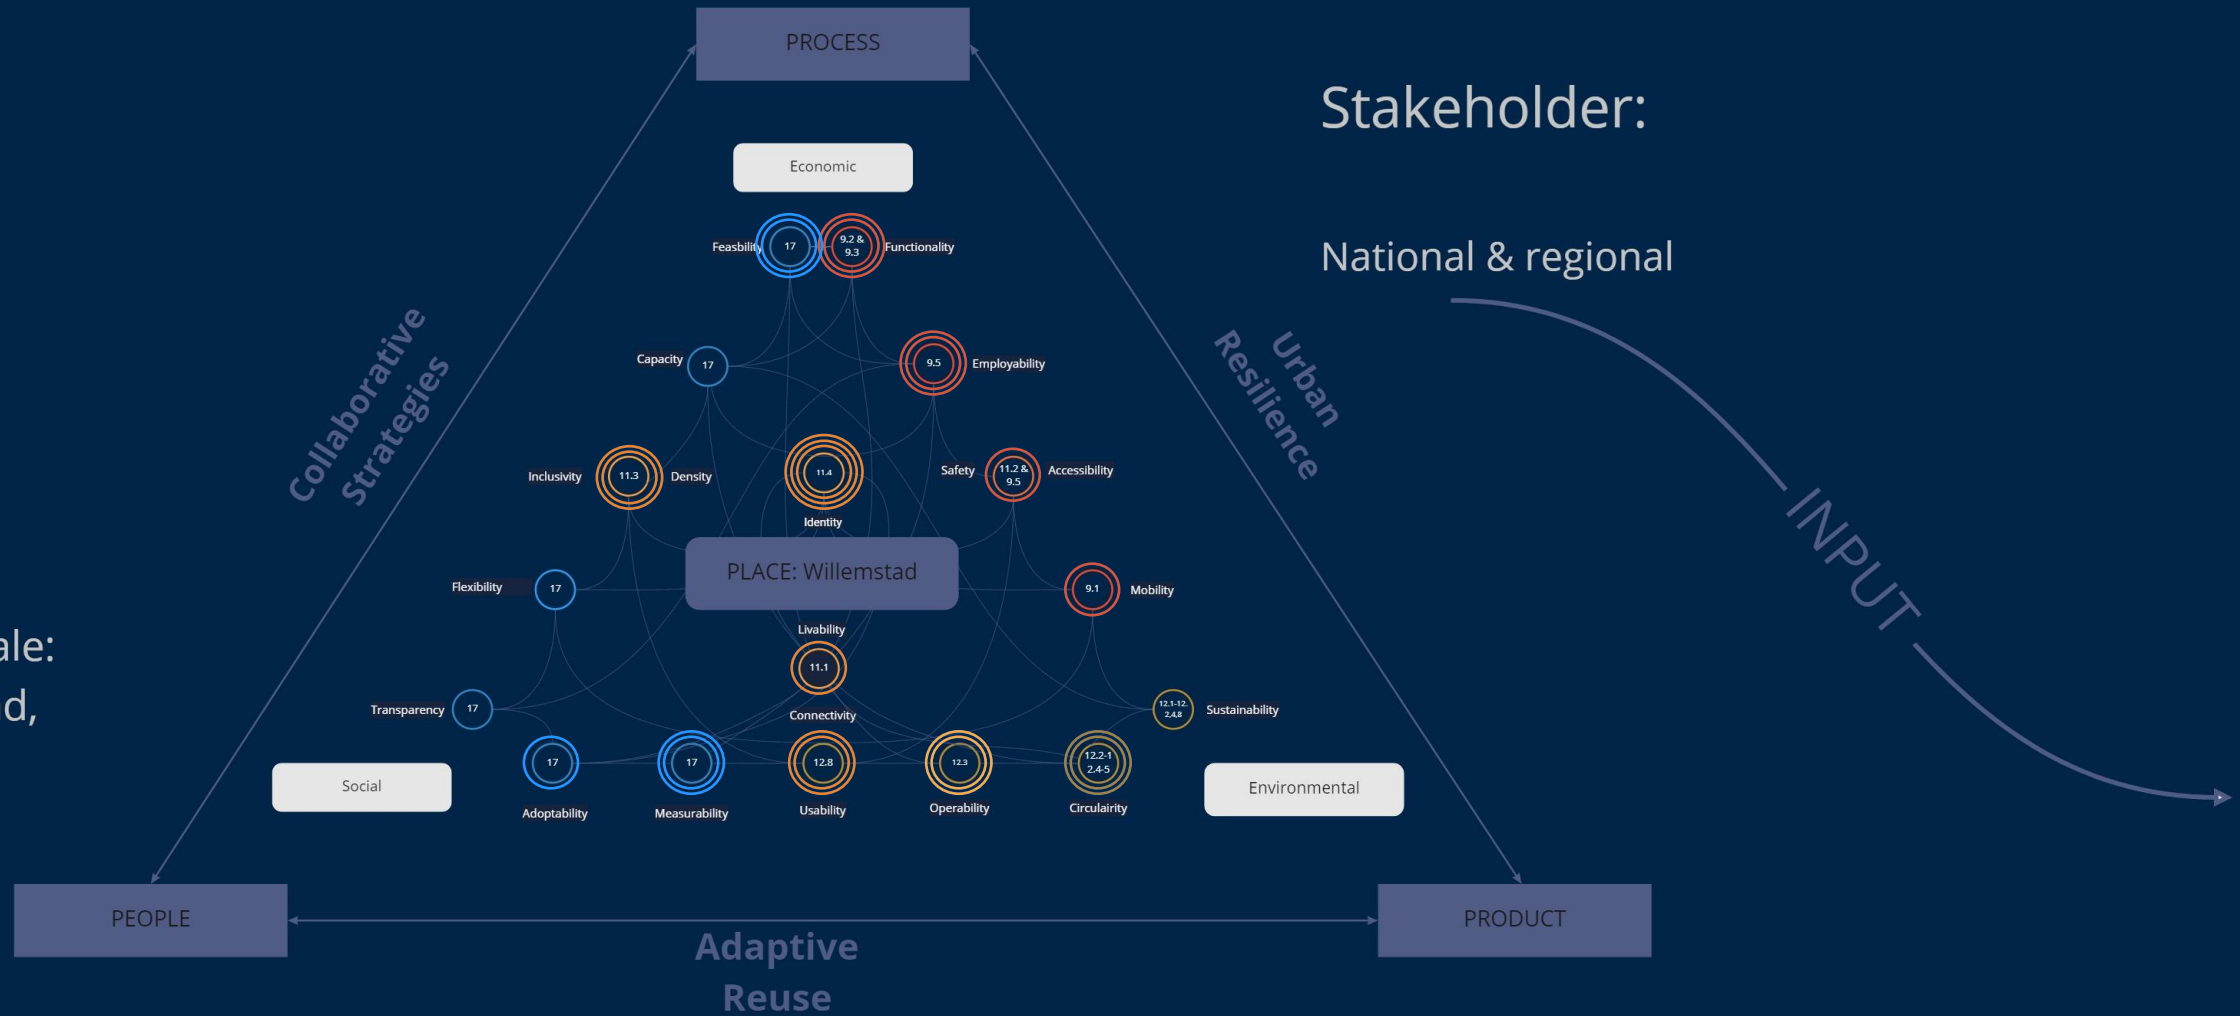 PROCESS
Stakeholder:
Economic
Feasbility
17
9.2 &
9.3
Functionality
National & regional
Collaborative
Strategies
Urban
Resilience
Capacity
17
9.5
Employability
Inclusivity
11.3
Density
11.4
Identity
Safety
11.2 &
9.5
Accessibility
INPUT
PLACE: Willemstad
Flexibility
17
9.1
Mobility
Livability
11.1
Connectivity
ale:
d,
Transparency
17
12.1-12.
2,4,8
Sustainability
Social
17
Adoptability
17
Measurability
12.8
Usability
12.3
Operability
12.2-1
2.4-5
Circulairity
Environmental
PEOPLE
PRODUCT
Adaptive
Reuse